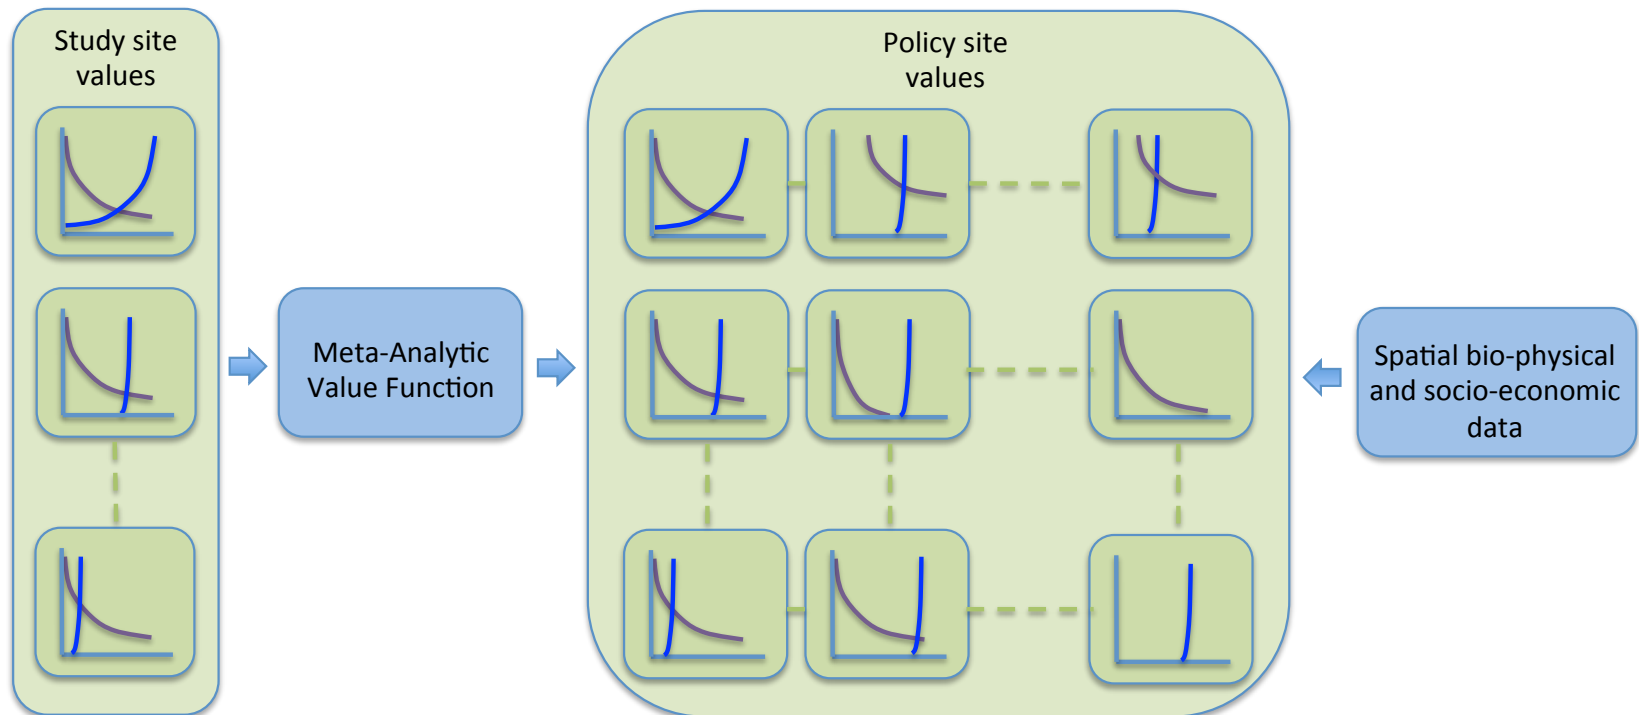 Study site
values
Meta-Analytic
Value Function
Policy site
values
Spatial bio-physical
and socio-economic
data